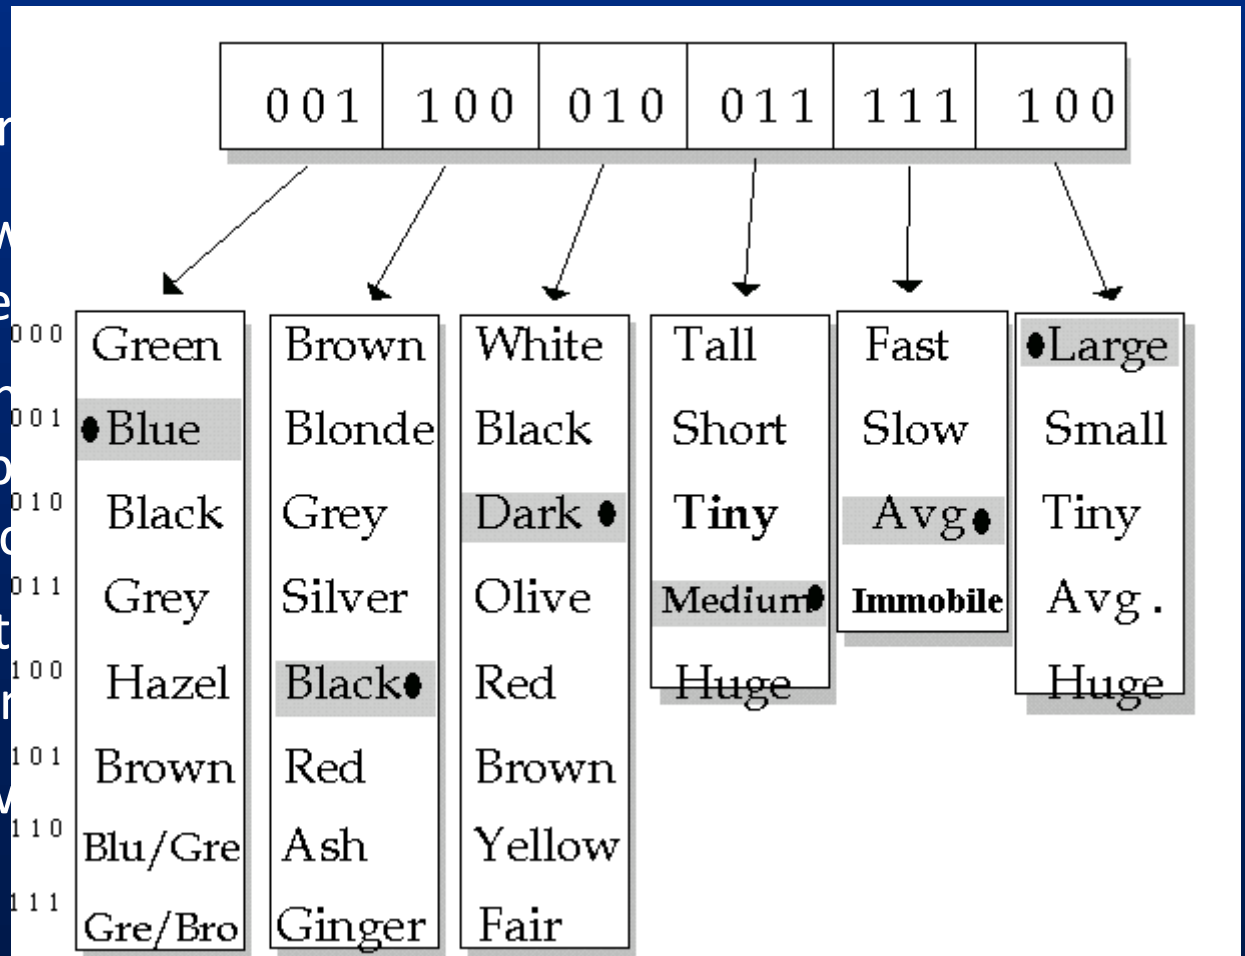 001 100 010 011 111 100
000 Green Brown White Tall Fast Large
001 Blue Blonde Black Short Slow Small
010 Black Grey Dark Tiny Avg Tiny
011 Grey Silver Olive Medium Immobile Avg.
100 Hazel Black Red Huge Huge
101 Brown Red Brown
110 Blu/Gre Ash Yellow
111 Gre/Bro Ginger Fair